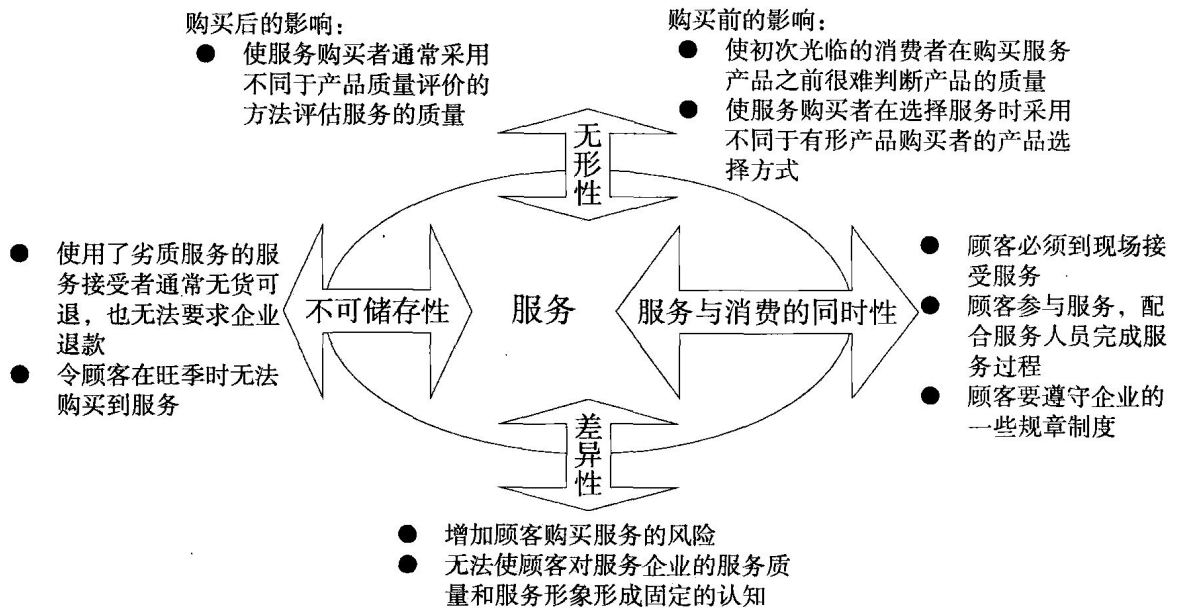 购买后的影响：
● 使服务购买者通常采用
不同于产品质量评价的
方法评估服务的质量
购买前的影响：
● 使初次光临的消费者在购买服务
产品之前很难判断产品的质量
● 使服务购买者在选择服务时采用
不同于有形产品购买者的产品选
择方式
无形性
● 使用了劣质服务的服
务接受者通常无货可
退，也无法要求企业
退款
● 令顾客在旺季时无法
购买到服务
不可储存性
服务
服务与消费的同时性
● 顾客必须到现场接
受服务
● 顾客参与服务，配
合服务人员完成服
务过程
● 顾客要遵守企业的
一些规章制度
差异性
● 增加顾客购买服务的风险
● 无法使顾客对服务企业的服务质
量和服务形象形成固定的认知